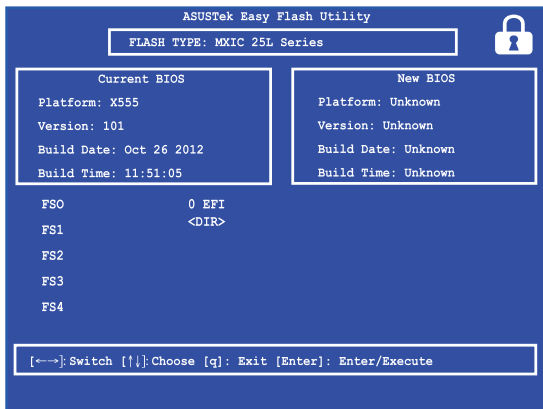 ASUSTek Easy Flash Utility
FLASH TYPE: MXIC 25L Series
Current BIOS
Platform: X555
Version: 101
Build Date: Oct 26 2012
Build Time: 11:51:05
New BIOS
Platform: Unknown
Version: Unknown
Build Date: Unknown
Build Time: Unknown
FSO
FS1
FS2
FS3
FS4
0 EFI
<DIR>
[←→]: Switch [↑↓]: Choose [q]: Exit [Enter]: Enter/Execute